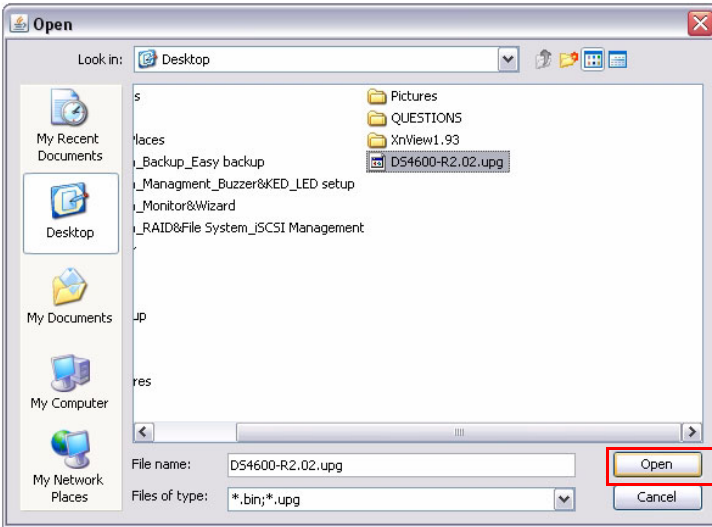 Open
Look in:
Desktop
My Recent
Documents
Desktop
My Documents
My Computer
My Network
Places
s
laces
_Backup_Easy backup
_Managment_Buzzer&KED_LED setup
_Monitor&Wizard
_RAID&File System_iSCSI Management
up
res
Pictures
QUESTIONS
XnView1.93
DS4600-R2.02.upg
File name:
DS4600-R2.02.upg
Open
Files of type:
*.bin;*.upg
Cancel